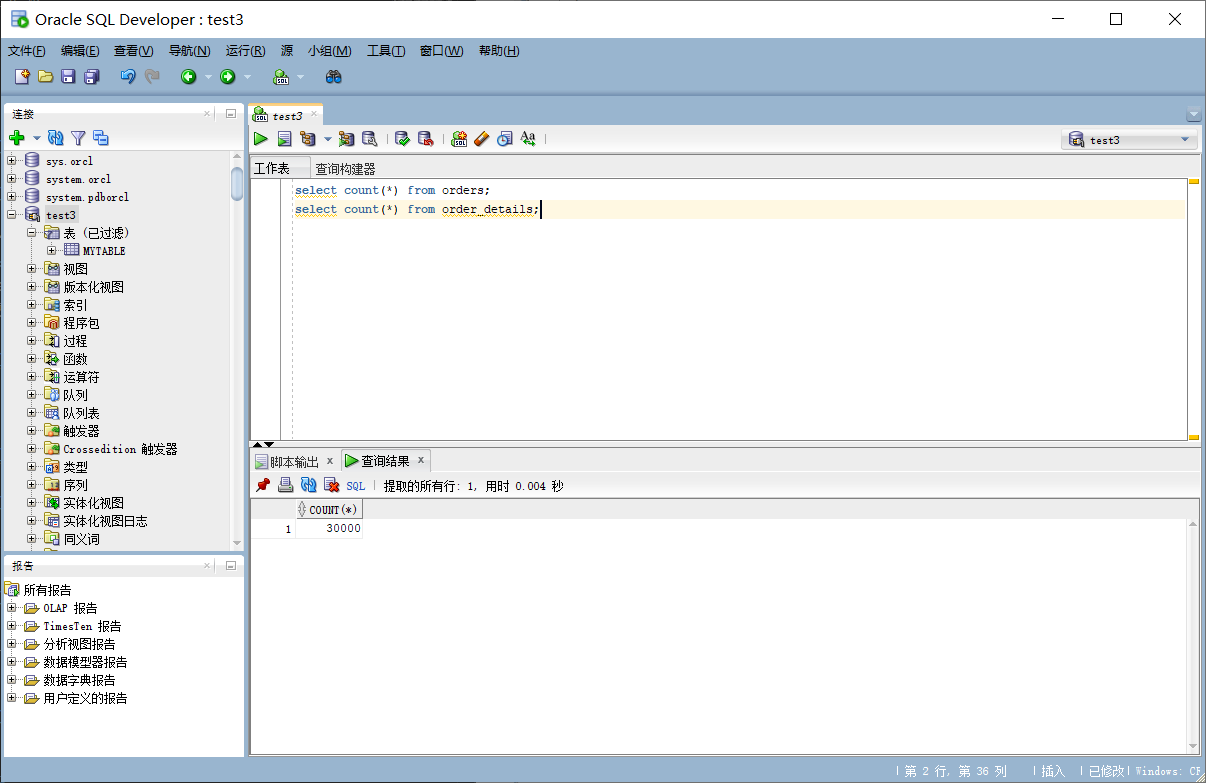 Oracle SQL Developer : test3
文件(F) 编辑(E) 查看(V) 导航(N) 运行(R) 源 小组(M) 工具(T) 窗口(W) 帮助(H)
连接
sys.orcl
system.orcl
system.pdborcl
test3
表 (已过滤)
MYTABLE
视图
版本化视图
索引
程序包
过程
函数
运算符
队列
队列表
触发器
Crossedition 触发器
类型
序列
实体化视图
实体化视图日志
同义词
报告
所有报告
OLAP 报告
TimesTen 报告
分析视图报告
数据模型器报告
数据字典报告
用户定义的报告
test3
test3
工作表 查询构建器
select count(*) from orders;
select count(*) from order_details;
脚本输出 x 查询结果 x
SQL 提取的所有行: 1, 用时 0.004 秒
COUNT(*)
1 30000
第 2 行, 第 36 列 插入 已修改 Windows: CF